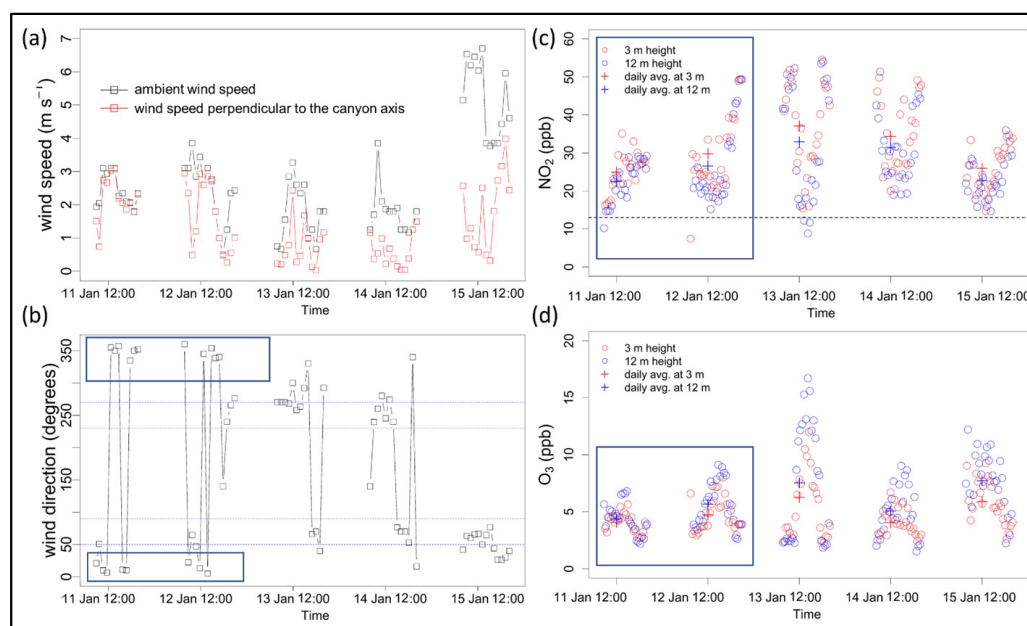 (a)
7
6
5
4
3
2
1
0
wind speed (m s⁻¹)
ambient wind speed
wind speed perpendicular to the canyon axis
11 Jan 12:00 12 Jan 12:00 13 Jan 12:00 14 Jan 12:00 15 Jan 12:00
Time
(b)
350
250
150
50
0
wind direction (degrees)
11 Jan 12:00 12 Jan 12:00 13 Jan 12:00 14 Jan 12:00 15 Jan 12:00
Time
(c)
60
50
40
30
20
10
0
NO₂ (ppb)
3 m height
12 m height
daily avg. at 3 m
daily avg. at 12 m
11 Jan 12:00 12 Jan 12:00 13 Jan 12:00 14 Jan 12:00 15 Jan 12:00
Time
(d)
20
15
10
5
0
O₃ (ppb)
3 m height
12 m height
daily avg. at 3 m
daily avg. at 12 m
11 Jan 12:00 12 Jan 12:00 13 Jan 12:00 14 Jan 12:00 15 Jan 12:00
Time